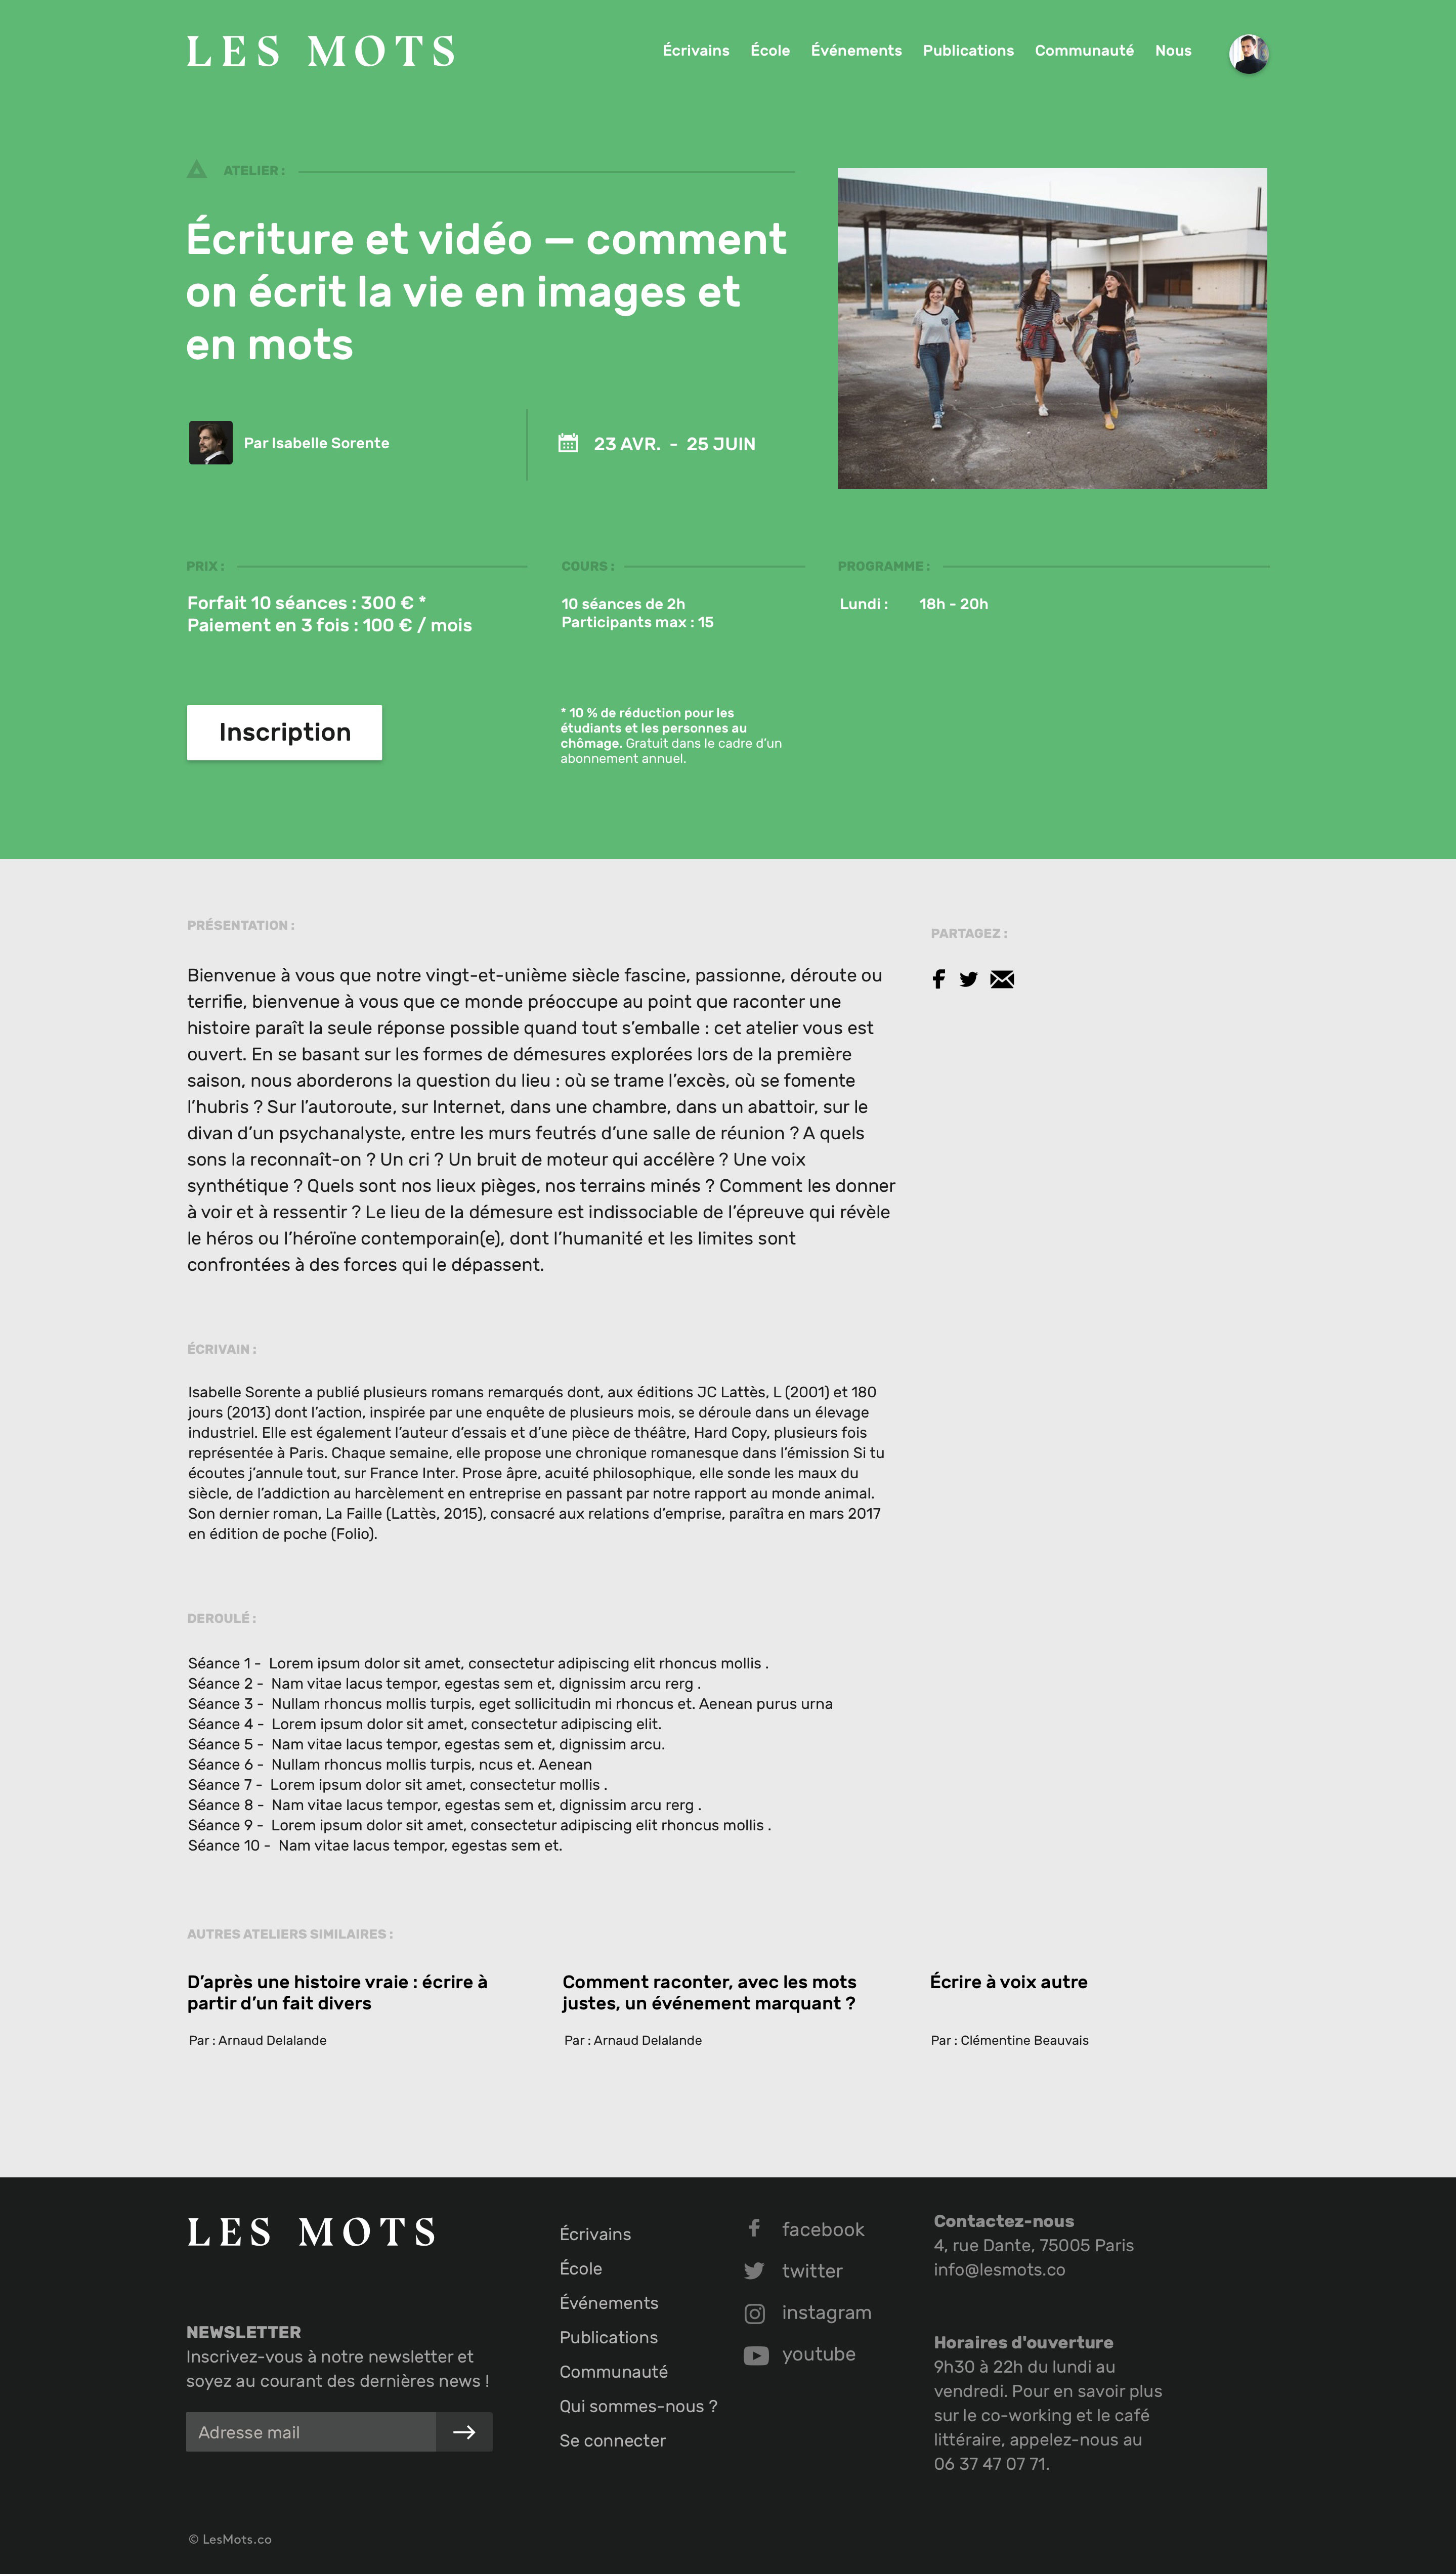 LES MOTS
Écrivains École Événements Publications Communauté Nous
ATELIER :
Écriture et vidéo — comment
on écrit la vie en images et
en mots
Par Isabelle Sorente
23 AVR. - 25 JUIN
PRIX :
Forfait 10 séances : 300 € *
Paiement en 3 fois : 100 € / mois
COURS :
10 séances de 2h
Participants max : 15
PROGRAMME :
Lundi : 18h - 20h
Inscription
* 10 % de réduction pour les
étudiants et les personnes au
chômage. Gratuit dans le cadre d’un
abonnement annuel.
PRÉSENTATION :
Bienvenue à vous que notre vingt-et-unième siècle fascine, passionne, déroute ou
terrifie, bienvenue à vous que ce monde préoccupe au point que raconter une
histoire paraît la seule réponse possible quand tout s’emballe : cet atelier vous est
ouvert. En se basant sur les formes de démesures explorées lors de la première
saison, nous aborderons la question du lieu : où se trame l’excès, où se fomente
l’hubris ? Sur l’autoroute, sur Internet, dans une chambre, dans un abattoir, sur le
divan d’un psychanalyste, entre les murs feutrés d’une salle de réunion ? A quels
sons la reconnaît-on ? Un cri ? Un bruit de moteur qui accélère ? Une voix
synthétique ? Quels sont nos lieux pièges, nos terrains minés ? Comment les donner
à voir et à ressentir ? Le lieu de la démesure est indissociable de l’épreuve qui révèle
le héros ou l’héroïne contemporain(e), dont l’humanité et les limites sont
confrontées à des forces qui le dépassent.
PARTAGEZ :
ÉCRIVAIN :
Isabelle Sorente a publié plusieurs romans remarqués dont, aux éditions JC Lattès, L (2001) et 180
jours (2013) dont l’action, inspirée par une enquête de plusieurs mois, se déroule dans un élevage
industriel. Elle est également l’auteur d’essais et d’une pièce de théâtre, Hard Copy, plusieurs fois
représentée à Paris. Chaque semaine, elle propose une chronique romanesque dans l’émission Si tu
écoutes j’annule tout, sur France Inter. Prose âpre, acuité philosophique, elle sonde les maux du
siècle, de l’addiction au harcèlement en entreprise en passant par notre rapport au monde animal.
Son dernier roman, La Faille (Lattès, 2015), consacré aux relations d’emprise, paraîtra en mars 2017
en édition de poche (Folio).
DEROULÉ :
Séance 1 - Lorem ipsum dolor sit amet, consectetur adipiscing elit rhoncus mollis .
Séance 2 - Nam vitae lacus tempor, egestas sem et, dignissim arcu rerg .
Séance 3 - Nullam rhoncus mollis turpis, eget sollicitudin mi rhoncus et. Aenean purus urna
Séance 4 - Lorem ipsum dolor sit amet, consectetur adipiscing elit.
Séance 5 - Nam vitae lacus tempor, egestas sem et, dignissim arcu.
Séance 6 - Nullam rhoncus mollis turpis, ncus et. Aenean
Séance 7 - Lorem ipsum dolor sit amet, consectetur mollis .
Séance 8 - Nam vitae lacus tempor, egestas sem et, dignissim arcu rerg .
Séance 9 - Lorem ipsum dolor sit amet, consectetur adipiscing elit rhoncus mollis .
Séance 10 - Nam vitae lacus tempor, egestas sem et.
AUTRES ATELIERS SIMILAIRES :
D’après une histoire vraie : écrire à
partir d’un fait divers
Par : Arnaud Delalande
Comment raconter, avec les mots
justes, un événement marquant ?
Par : Arnaud Delalande
Écrire à voix autre
Par : Clémentine Beauvais
LES MOTS
NEWSLETTER
Inscrivez-vous à notre newsletter et
soyez au courant des dernières news !
Adresse mail
Écrivains
École
Événements
Publications
Communauté
Qui sommes-nous ?
Se connecter
facebook
twitter
instagram
youtube
Contactez-nous
4, rue Dante, 75005 Paris
info@lesmots.co
Horaires d'ouverture
9h30 à 22h du lundi au
vendredi. Pour en savoir plus
sur le co-working et le café
littéraire, appelez-nous au
06 37 47 07 71.
© LesMots.co